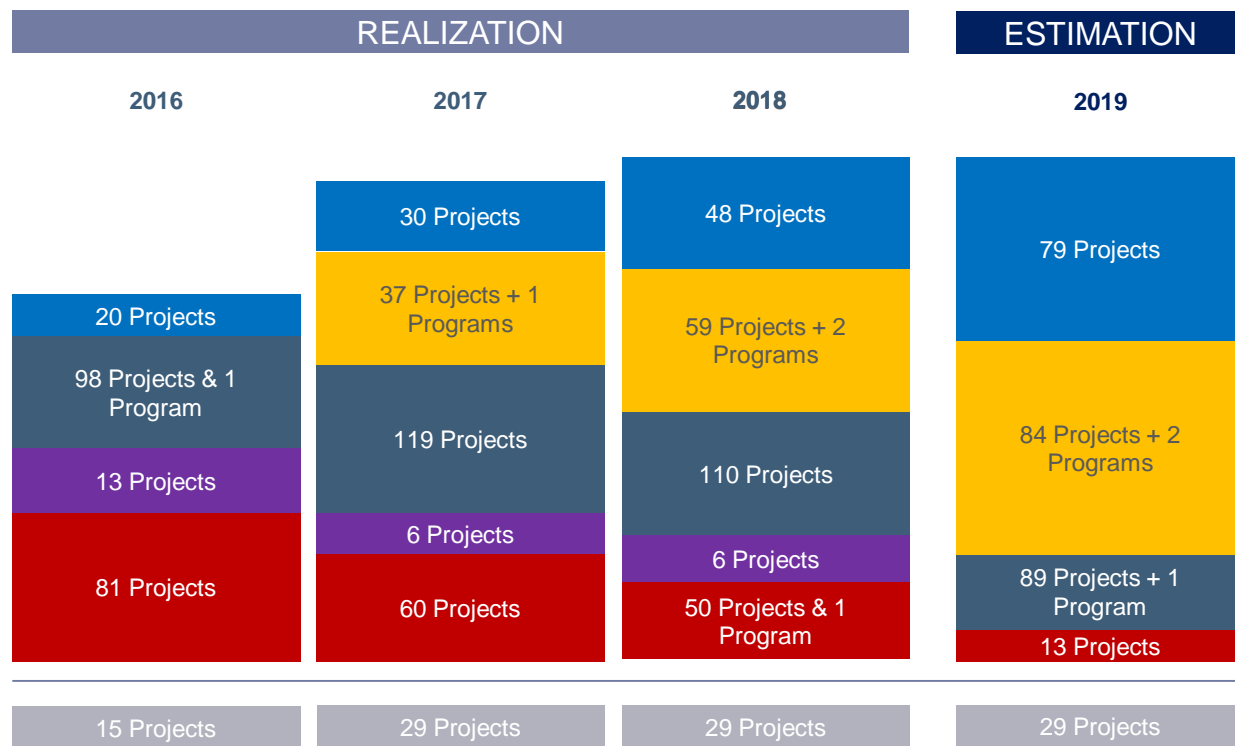 REALIZATION
ESTIMATION
2016
2017
2018
2019
20 Projects
98 Projects & 1
Program
13 Projects
81 Projects
30 Projects
37 Projects + 1
Programs
119 Projects
6 Projects
60 Projects
48 Projects
59 Projects + 2
Programs
110 Projects
6 Projects
50 Projects & 1
Program
79 Projects
84 Projects + 2
Programs
89 Projects + 1
Program
13 Projects
15 Projects
29 Projects
29 Projects
29 Projects